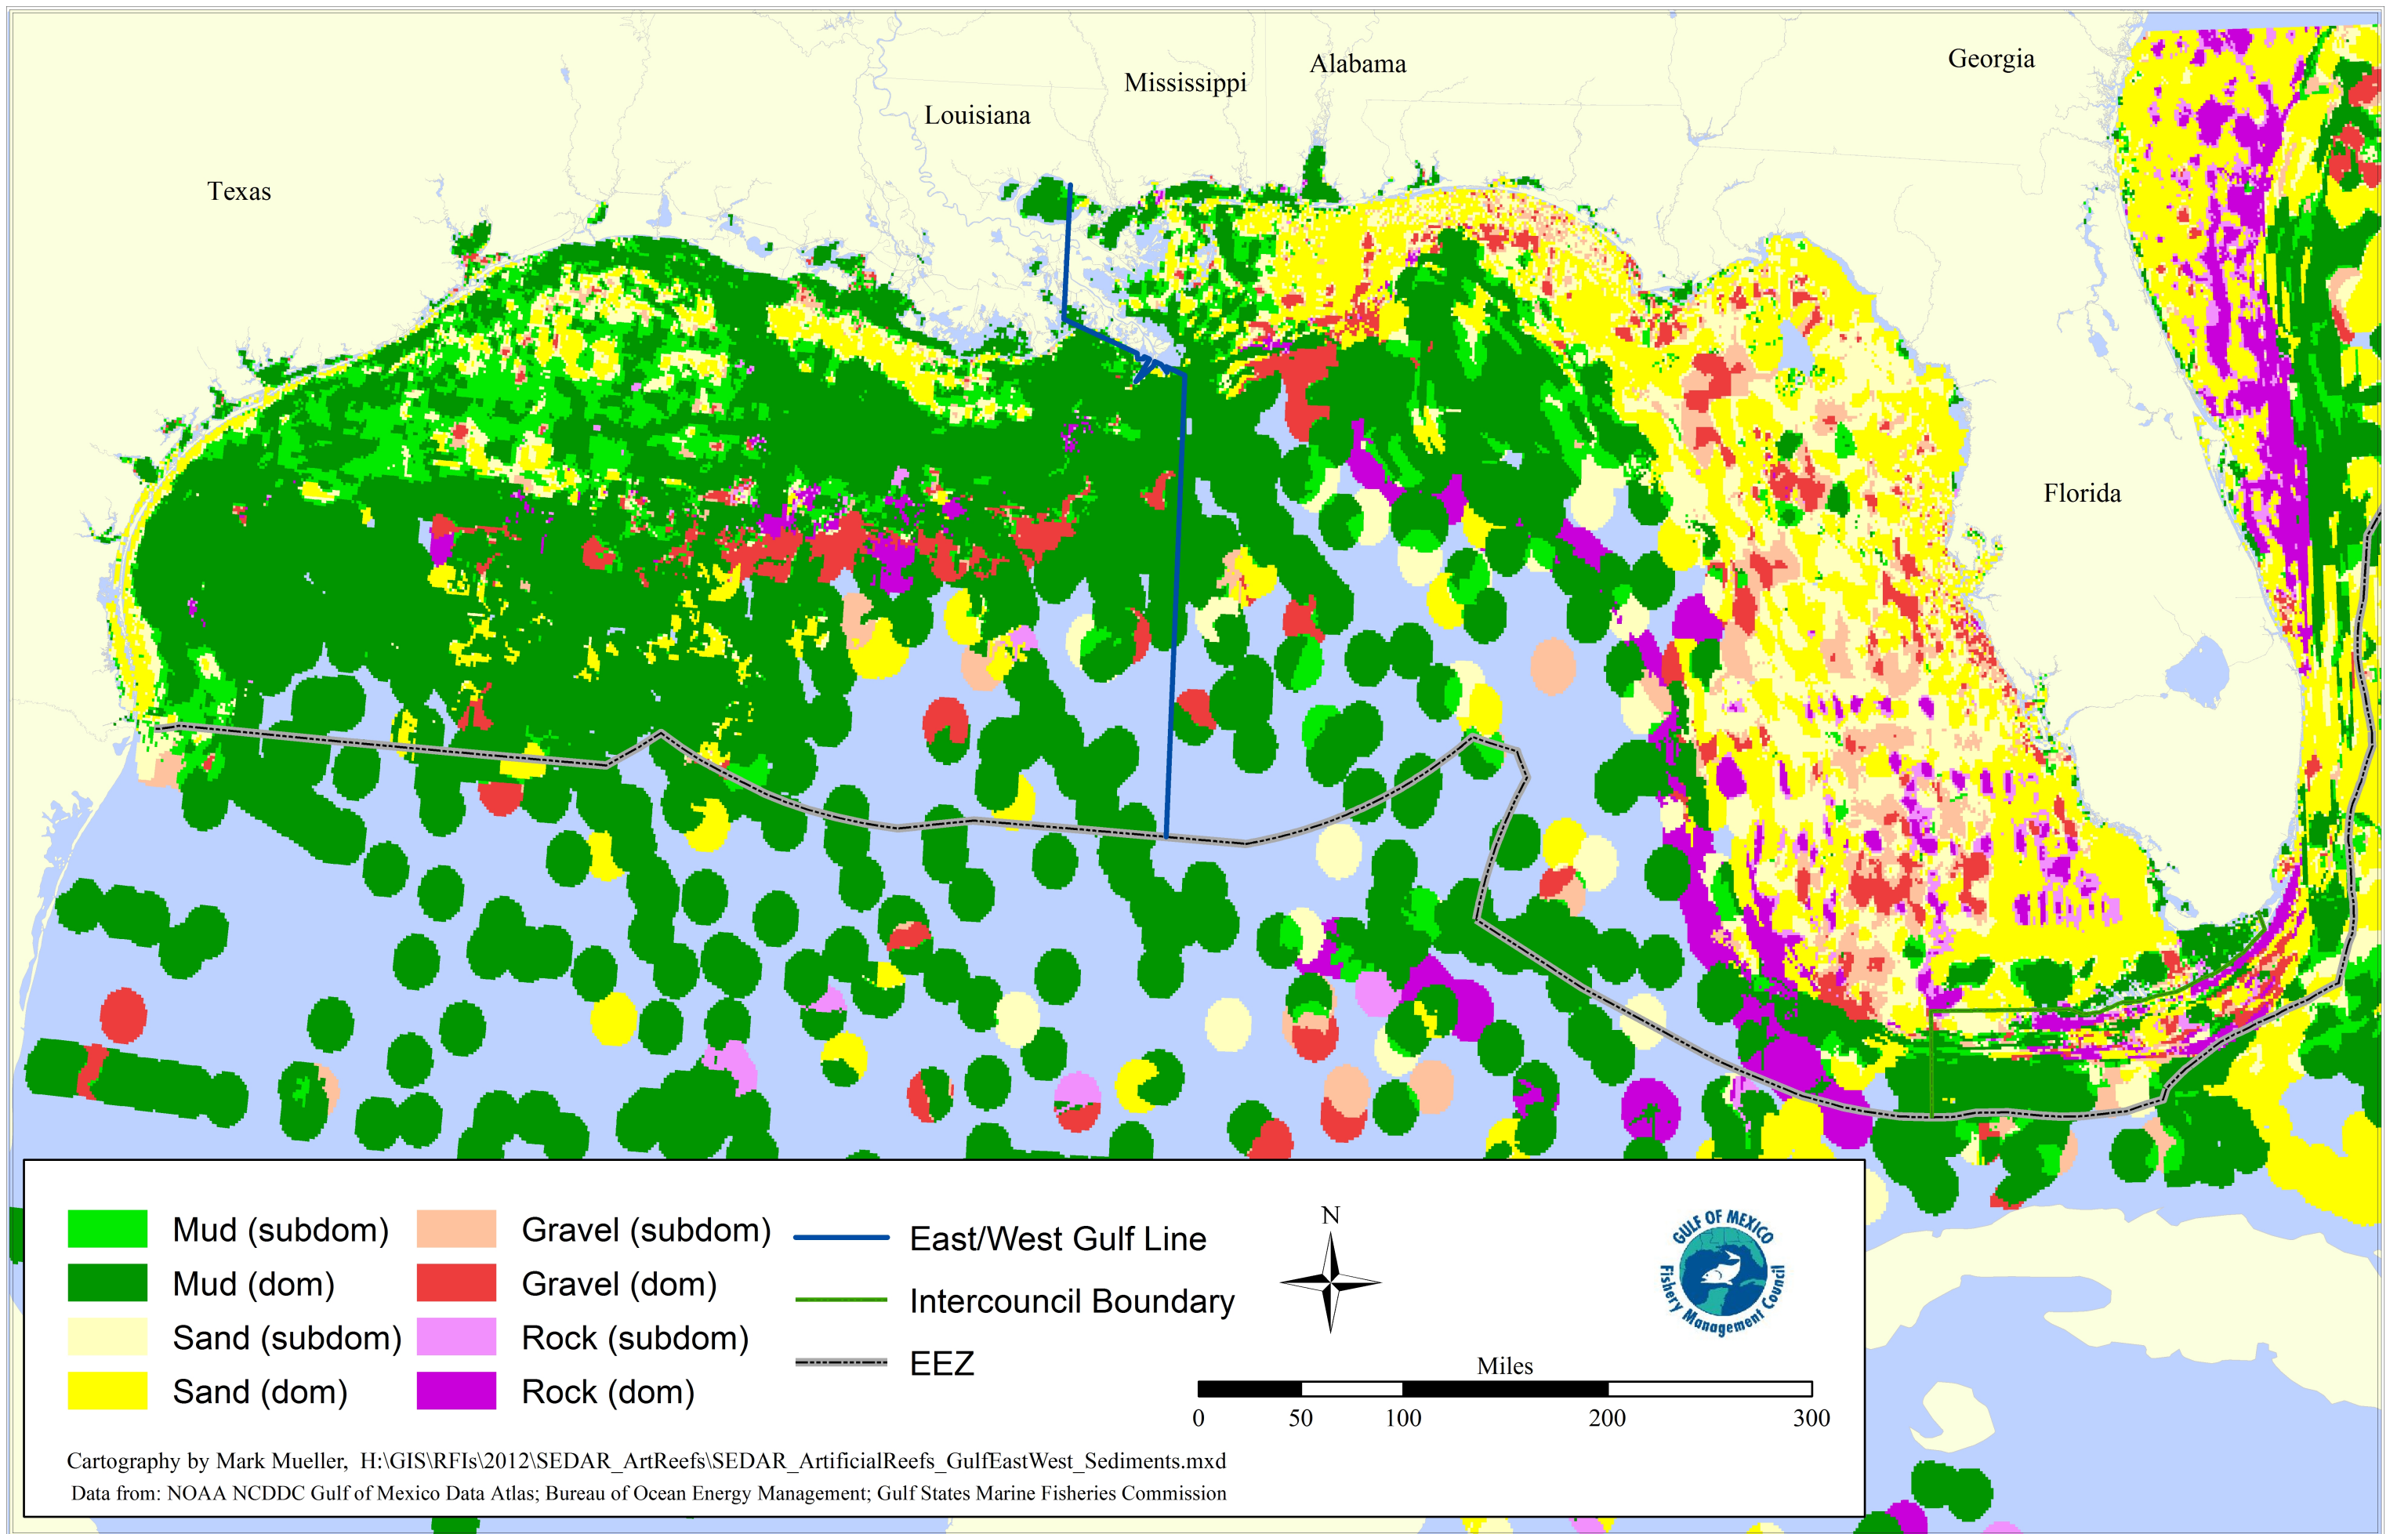 Georgia
Alabama
Mississippi
Louisiana
Texas
Florida
Mud (subdom)
Mud (dom)
Sand (subdom)
Sand (dom)
Gravel (subdom)
Gravel (dom)
Rock (subdom)
Rock (dom)
East/West Gulf Line
Intercouncil Boundary
EEZ
N
GULF OF MEXICO
Fishery Management Council
Miles
0 50 100 200 300
Cartography by Mark Mueller, H:\GIS\RFIs\2012\SEDAR_ArtReefs\SEDAR_ArtificialReefs_GulfEastWest_Sediments.mxd
Data from: NOAA NCDDC Gulf of Mexico Data Atlas; Bureau of Ocean Energy Management; Gulf States Marine Fisheries Commission